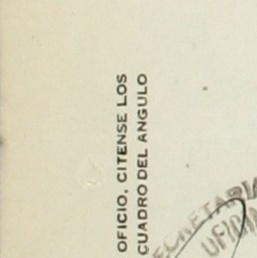 OFICIO, CITENSE LOS
CUADRO DEL ANGULO